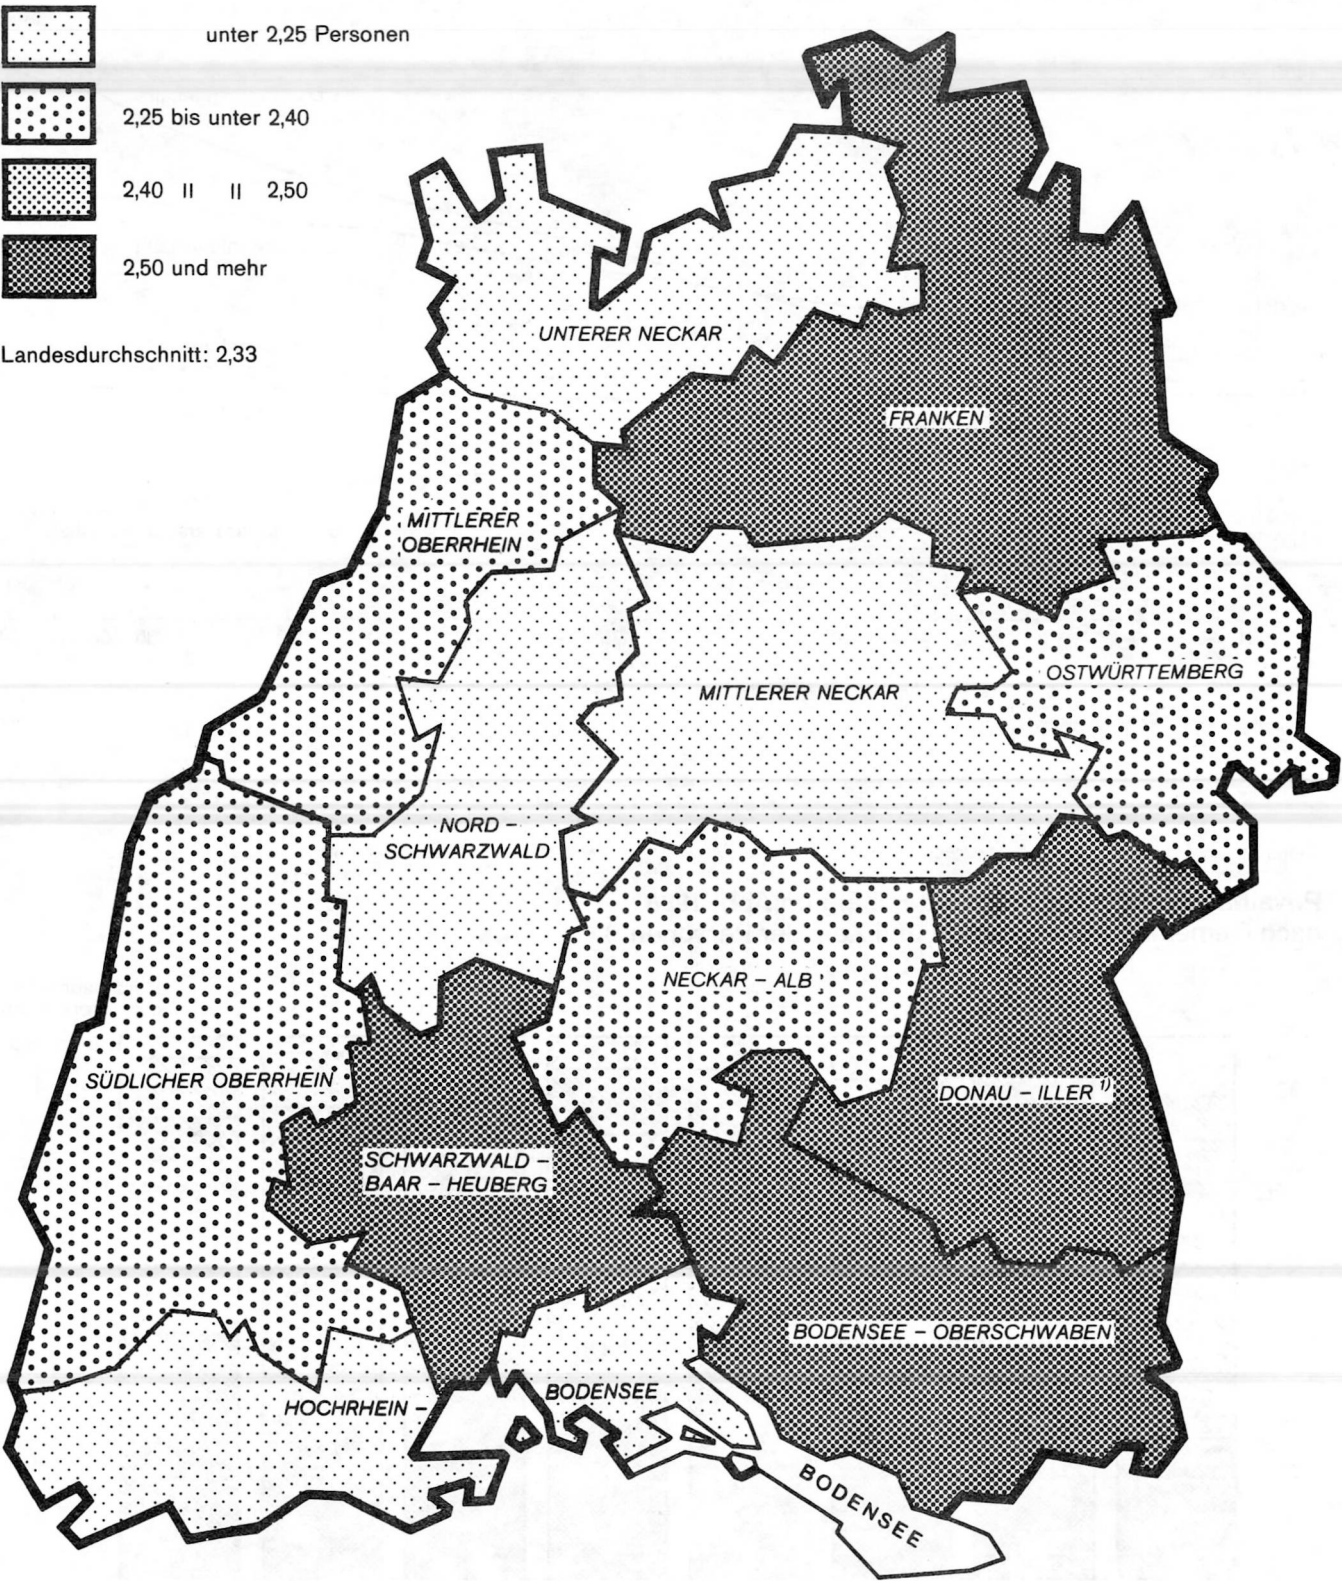 unter 2,25 Personen
2,25 bis unter 2,40
2,40 " " 2,50
2,50 und mehr
Landesdurchschnitt: 2,33
UNTERER NECKAR
FRANKEN
MITTLERER
OBERRHEIN
OSTWÜRTTEMBERG
MITTLERER NECKAR
NORD –
SCHWARZWALD
NECKAR – ALB
SÜDLICHER OBERRHEIN
DONAU – ILLER 1)
SCHWARZWALD –
BAAR – HEUBERG
BODENSEE – OBERSCHWABEN
HOCHRHEIN –
BODENSEE
BODENSEE